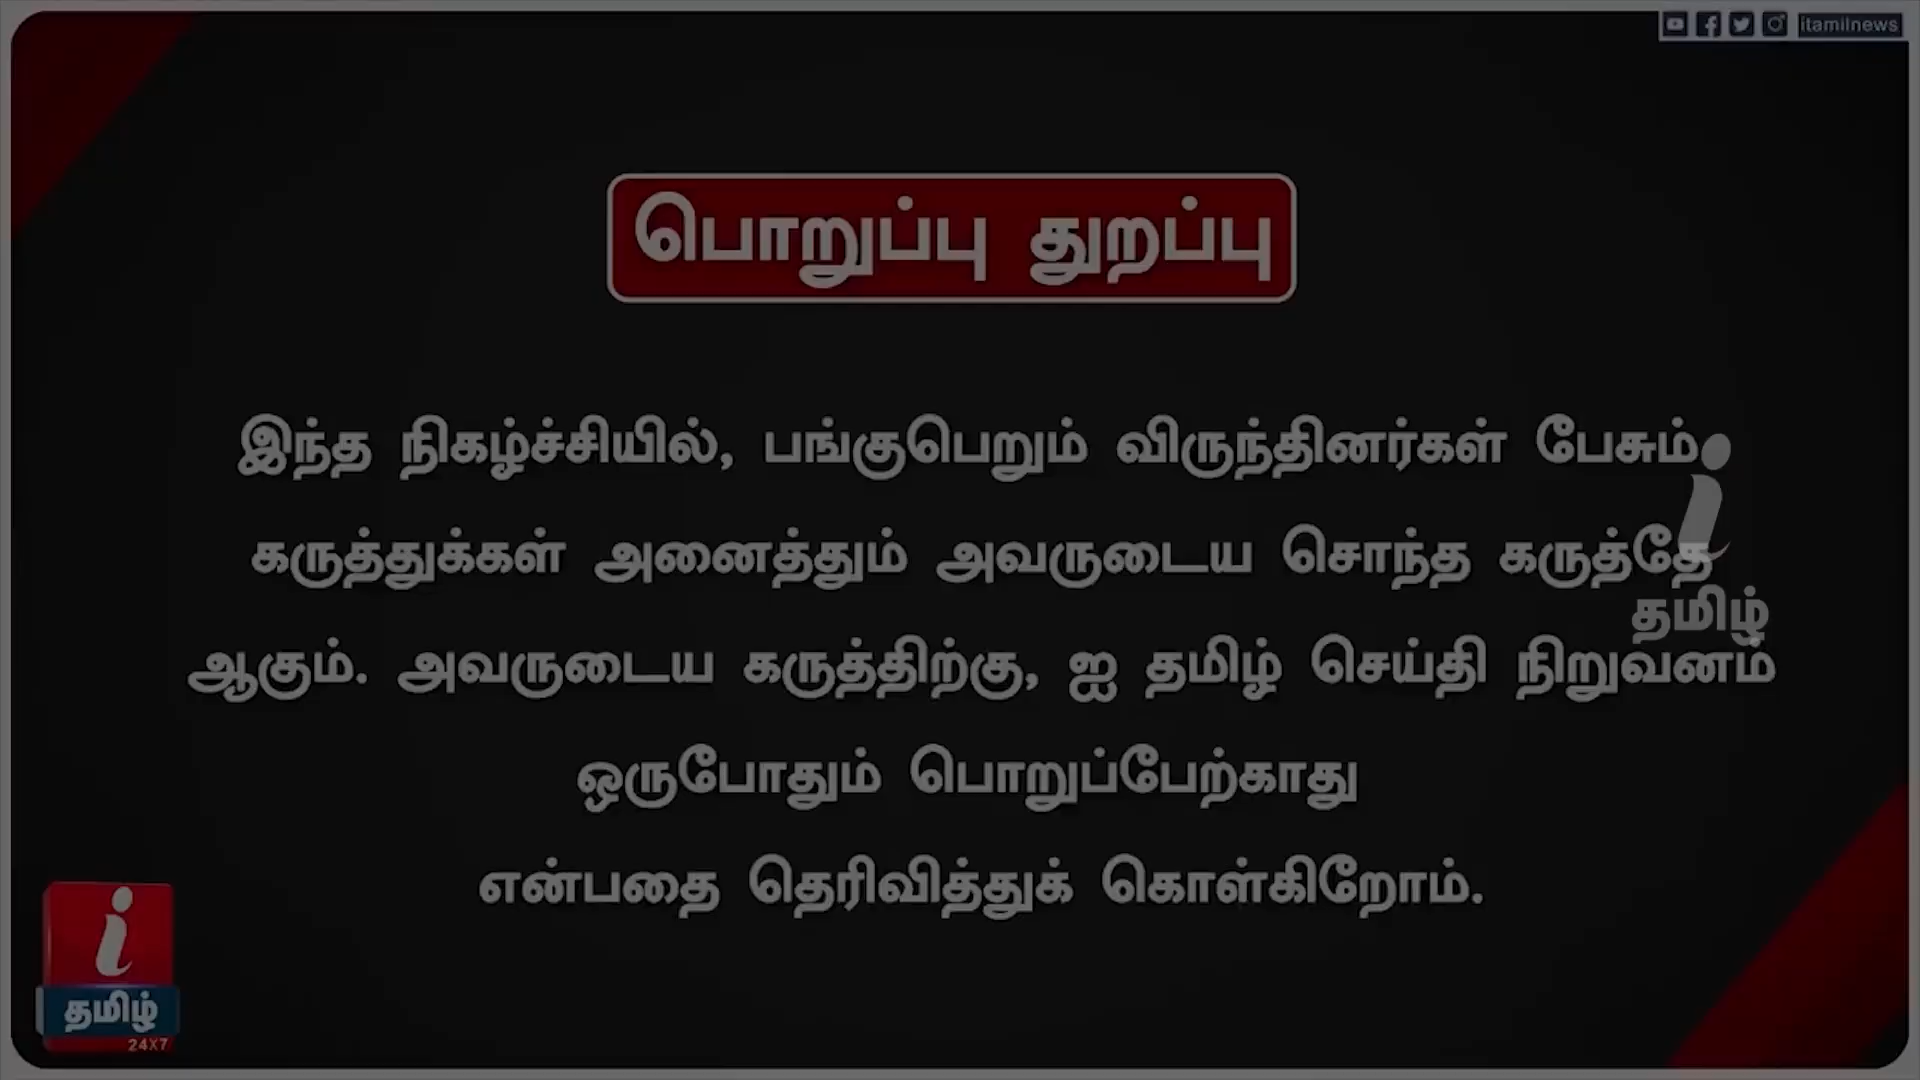 itamilnews
பொறுப்பு துறப்பு
இந்த நிகழ்ச்சியில், பங்குபெறும் விருந்தினர்கள் பேசும்
கருத்துக்கள் அனைத்தும் அவருடைய சொந்த கருத்தே
ஆகும். அவருடைய கருத்திற்கு, ஐ தமிழ் செய்தி நிறுவனம்
ஒருபோதும் பொறுப்பேற்காது
என்பதை தெரிவித்துக் கொள்கிறோம்.
i
தமிழ்
i
தமிழ்
24X7